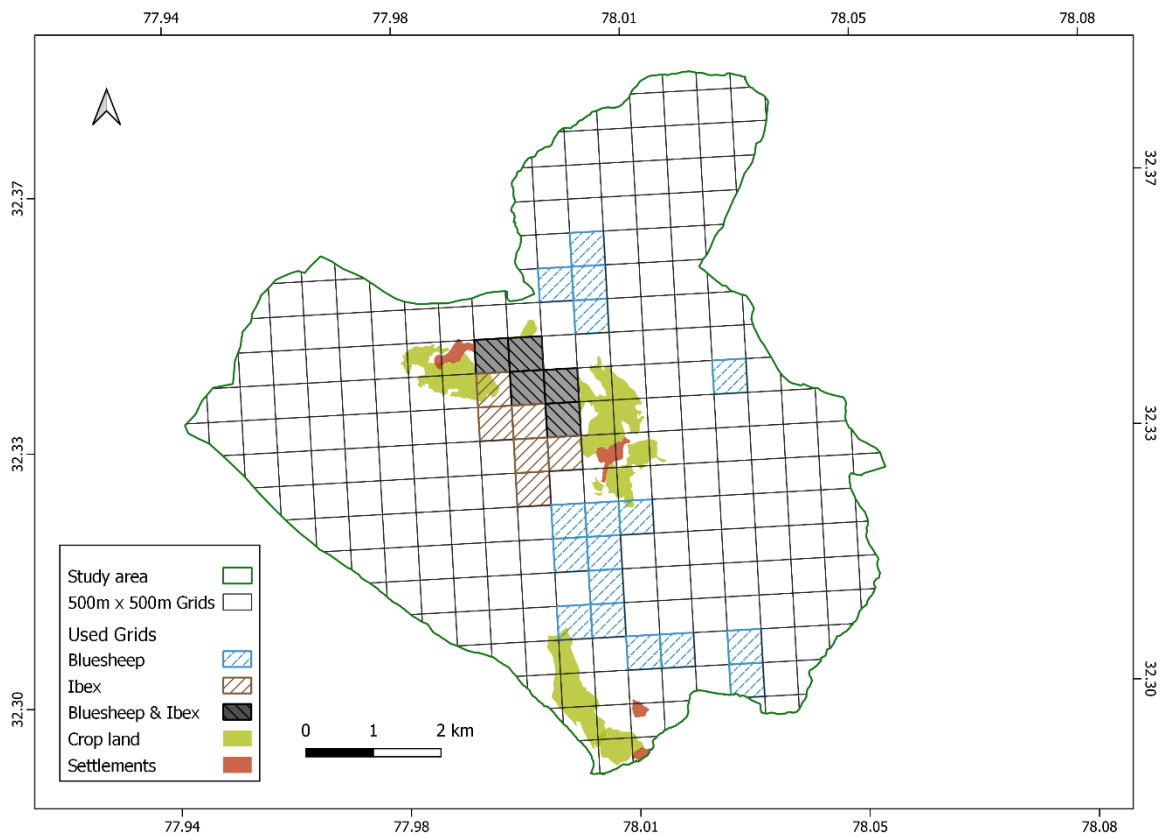 77.94 77.98 78.01 78.05 78.08
32.37 32.37
32.33 32.33
32.30 32.30
Study area
500m x 500m Grids
Used Grids
Bluesheep
Ibex
Bluesheep & Ibex
Crop land
Settlements
0 1 2 km
77.94 77.98 78.01 78.05 78.08